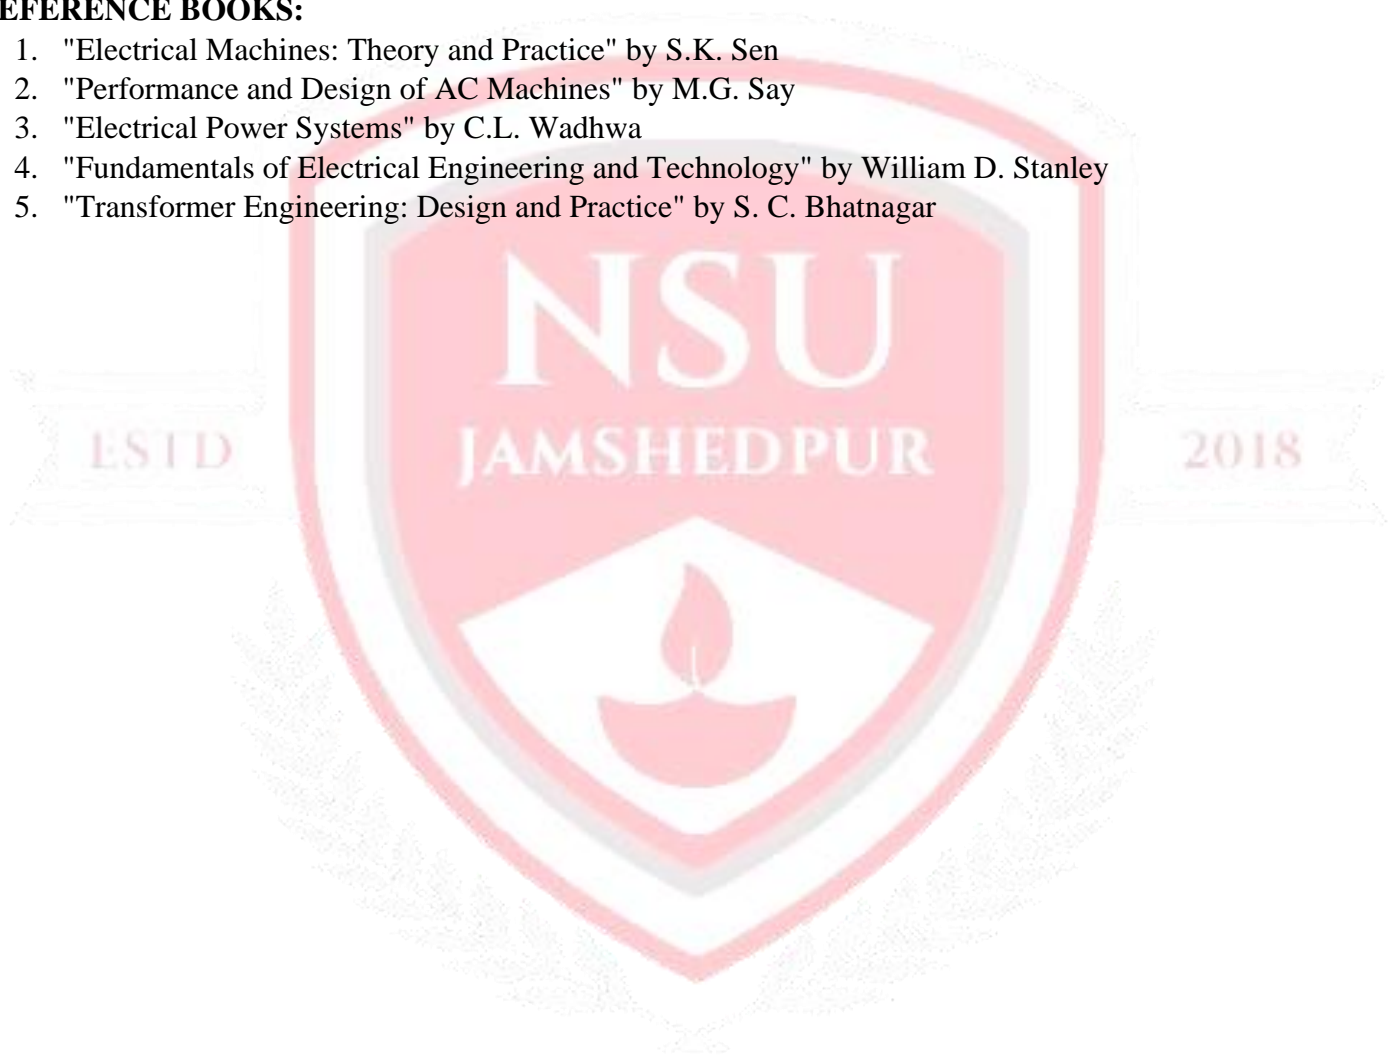 EFERENCE BOOKS:
1. "Electrical Machines: Theory and Practice" by S.K. Sen
2. "Performance and Design of AC Machines" by M.G. Say
3. "Electrical Power Systems" by C.L. Wadhwa
4. "Fundamentals of Electrical Engineering and Technology" by William D. Stanley
5. "Transformer Engineering: Design and Practice" by S. C. Bhatnagar
NSU
JAMSHEDPUR
ESTD
2018